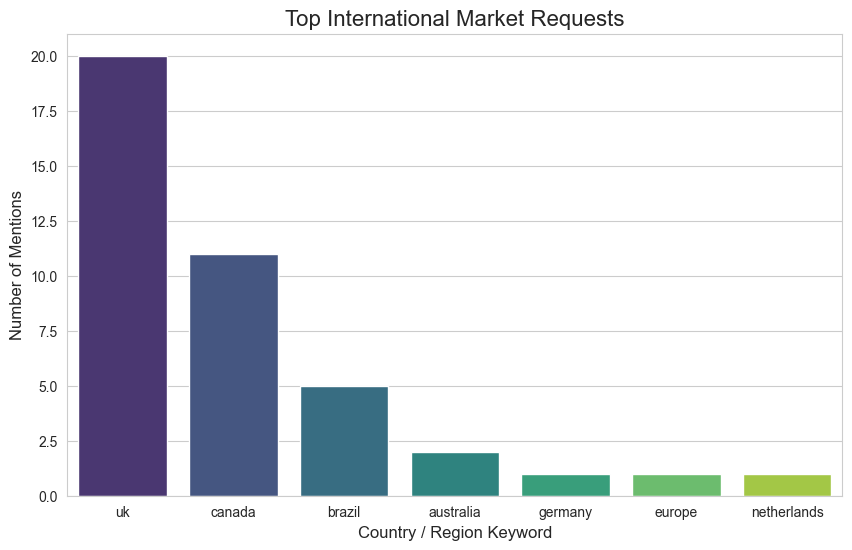 Top International Market Requests
Number of Mentions
20.0
17.5
15.0
12.5
10.0
7.5
5.0
2.5
0.0
uk canada brazil australia germany europe netherlands
Country / Region Keyword